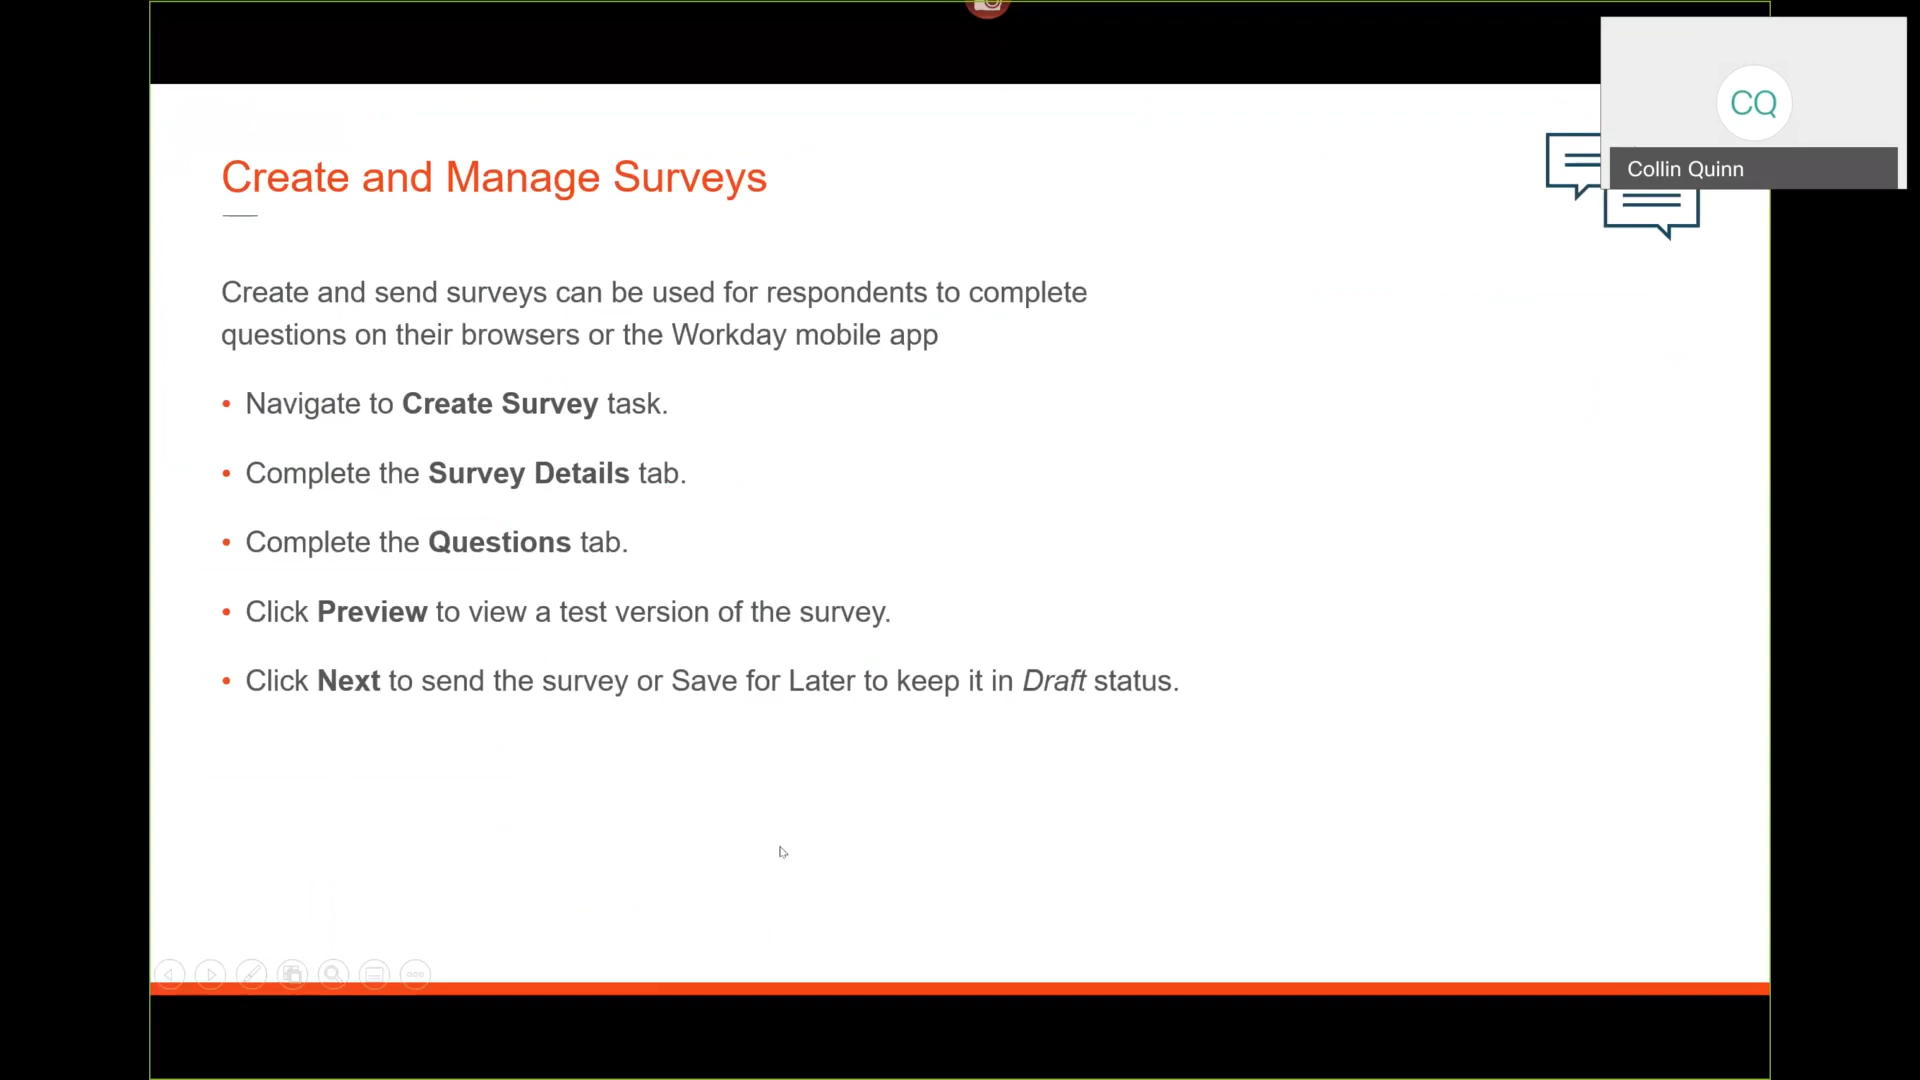 CQ
Collin Quinn
Create and Manage Surveys
Create and send surveys can be used for respondents to complete
questions on their browsers or the Workday mobile app
• Navigate to Create Survey task.
• Complete the Survey Details tab.
• Complete the Questions tab.
• Click Preview to view a test version of the survey.
• Click Next to send the survey or Save for Later to keep it in Draft status.